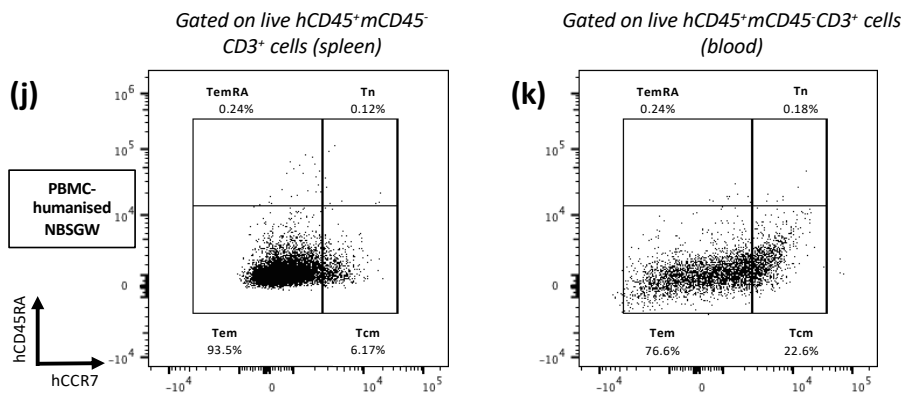 Gated on live hCD45⁺mCD45⁻
CD3⁺ cells (spleen)
(j)
TemRA
0.24%
Tn
0.12%
10⁶
10⁵
10⁴
0
-10⁴
Tem
93.5%
Tcm
6.17%
-10⁴
0
10⁴
10⁵
PBMC-
humanised
NBSGW
hCD45RA
hCCR7
Gated on live hCD45⁺mCD45⁻CD3⁺ cells
(blood)
(k)
TemRA
0.24%
Tn
0.18%
10⁶
10⁵
10⁴
0
-10⁴
Tem
76.6%
Tcm
22.6%
-10⁴
0
10⁴
10⁵